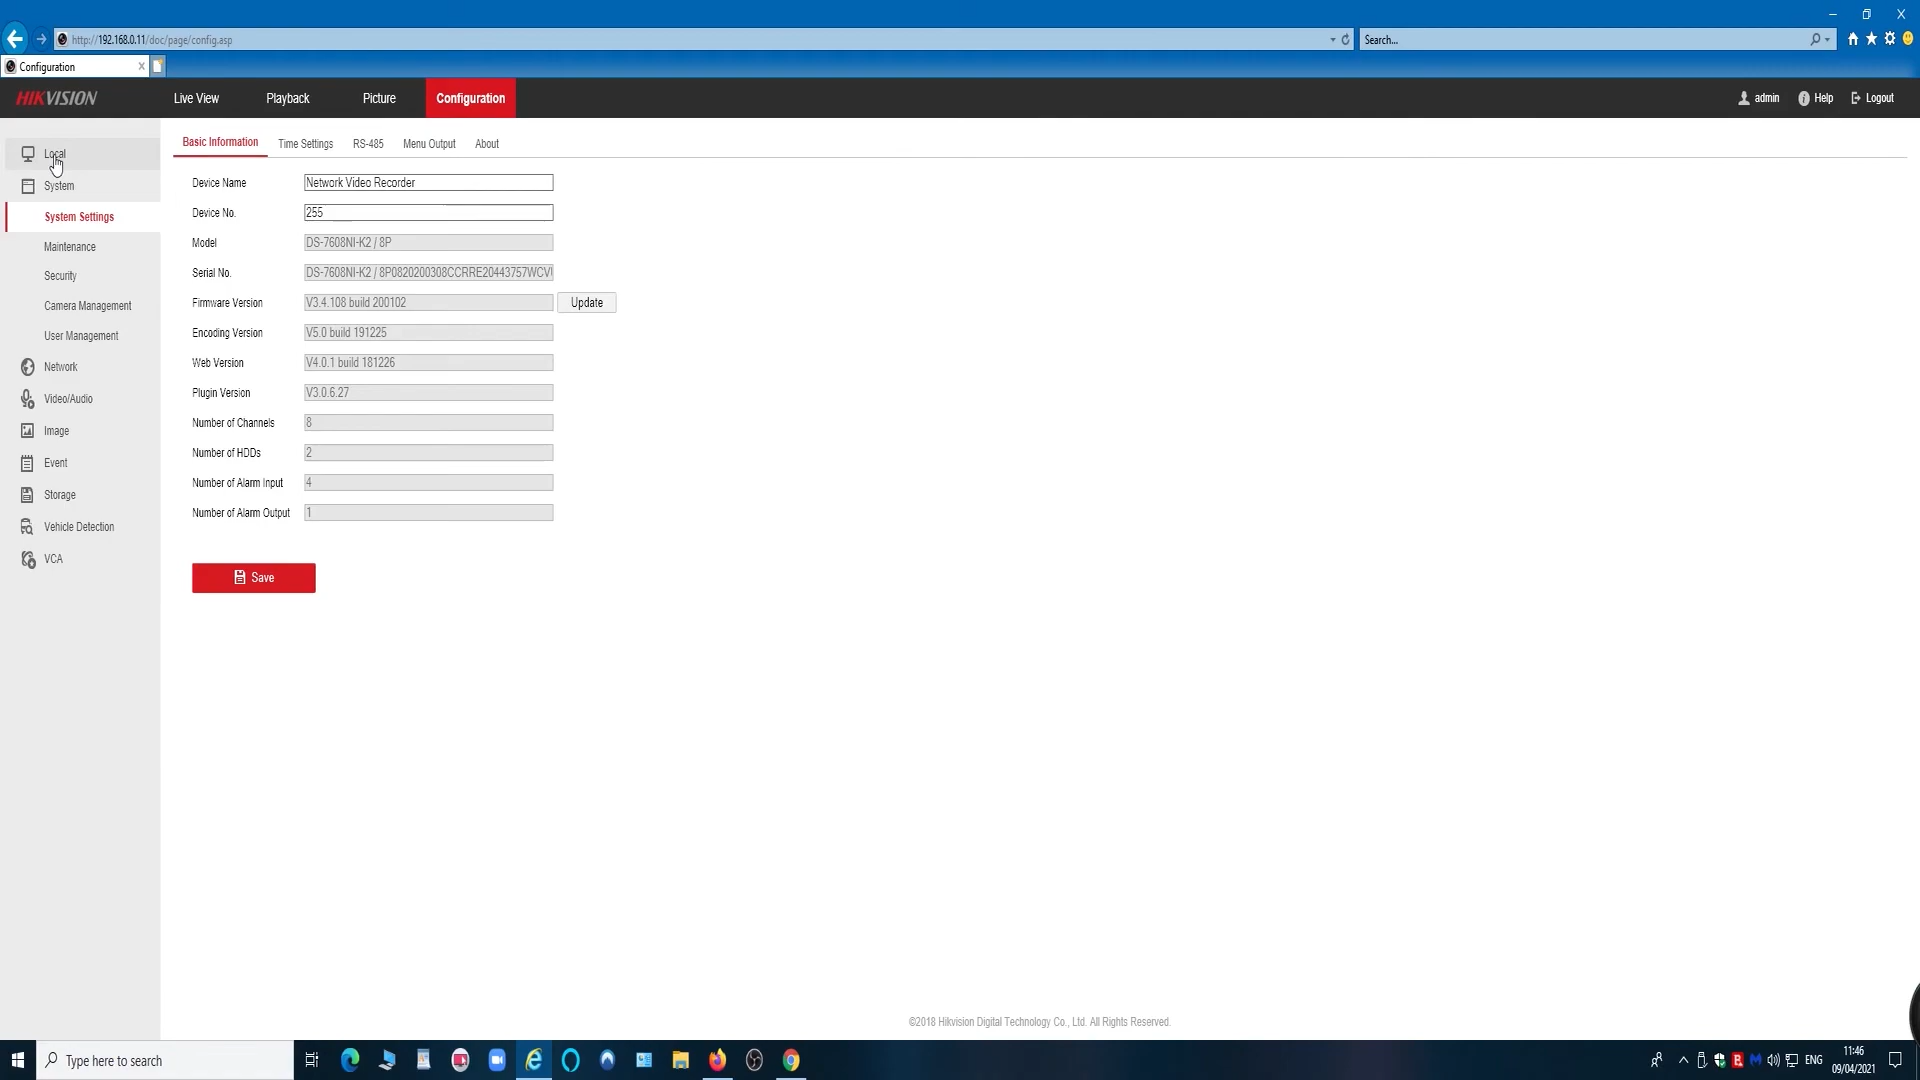 http://192.168.0.11/doc/page/config.asp
Search...
Configuration
HIKVISION
Live View
Playback
Picture
Configuration
admin
Help
Logout
Local
System
System Settings
Maintenance
Security
Camera Management
User Management
Network
Video/Audio
Image
Event
Storage
Vehicle Detection
VCA
Basic Information
Time Settings
RS-485
Menu Output
About
Device Name Network Video Recorder
Device No. 255
Model DS-7608NI-K2 / 8P
Serial No. DS-7608NI-K2 / 8P0820200308CCRRE20443757WCV
Firmware Version V3.4.108 build 200102 Update
Encoding Version V5.0 build 191225
Web Version V4.0.1 build 181226
Plugin Version V3.0.6.27
Number of Channels 8
Number of HDDs 2
Number of Alarm Input 4
Number of Alarm Output 1
Save
©2018 Hikvision Digital Technology Co., Ltd. All Rights Reserved.
Type here to search
ENG
11:46
09/04/2021